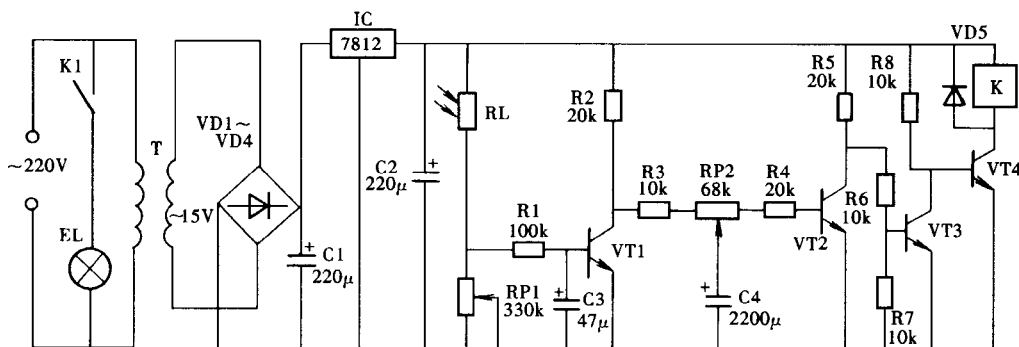 IC
7812
K1
~220V
EL
T
VD1~
VD4
~15V
C1
220μ
C2
220μ
RL
R1
100k
RP1
330k
C3
47μ
R2
20k
VT1
R3
10k
RP2
68k
R4
20k
C4
2200μ
R5
20k
VT2
R6
10k
R7
10k
VT3
R8
10k
VD5
K
VT4